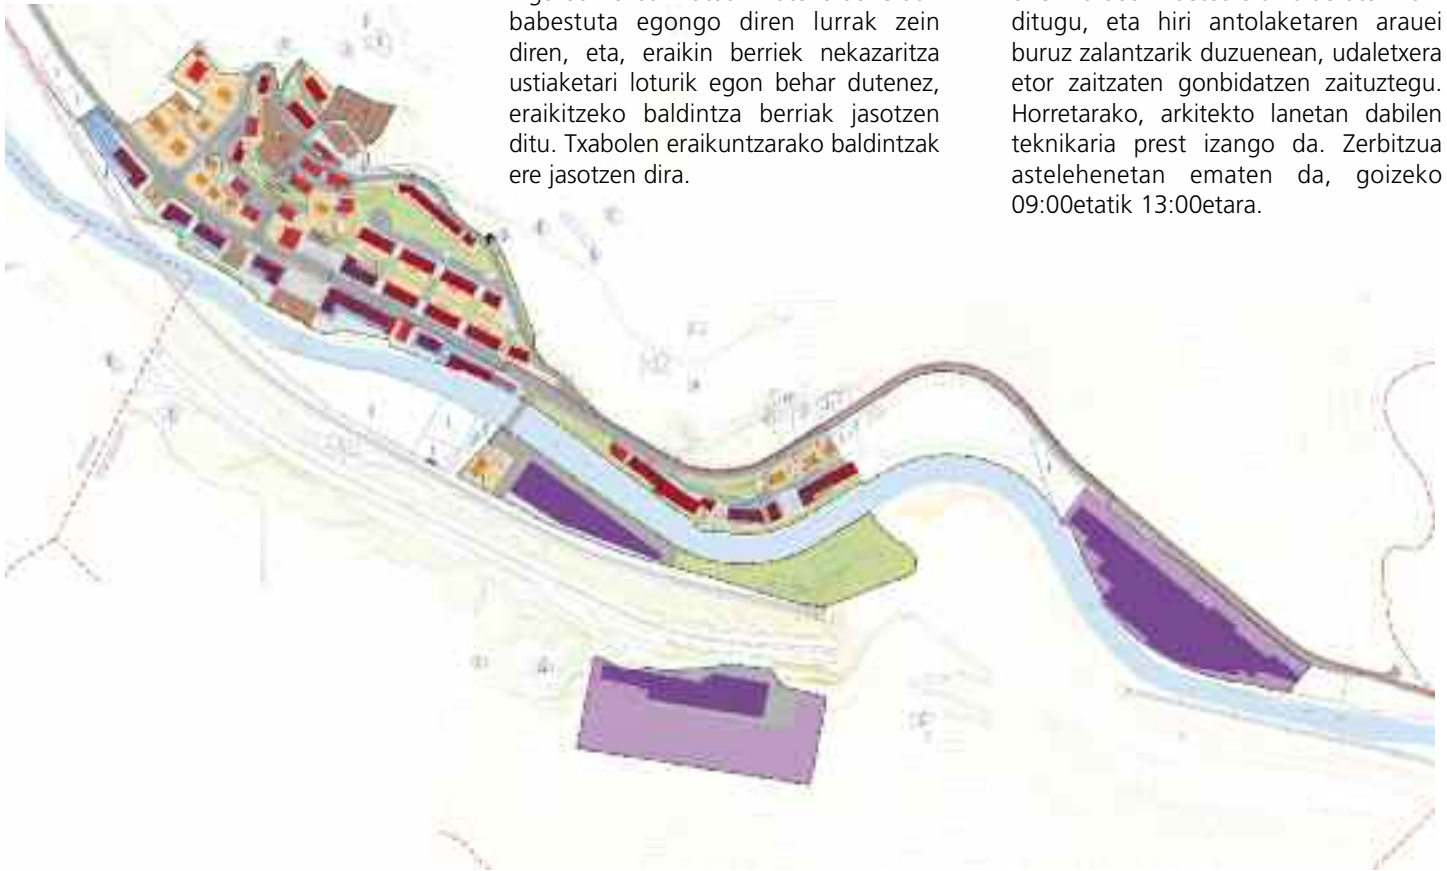 babestuta egongo diren lurrak zein
diren, eta, eraikin berriek nekazaritza
ustiaketari loturik egon behar dutenez,
eraikitzeko baldintza berriak jasotzen
ditu. Txabolen eraikuntzarako baldintzak
ere jasotzen dira.
ditugu, eta hiri antolaketaren arauei
buruz zalantzarik duzuenean, udaletxera
etor zaitzaten gonbidatzen zaituztegu.
Horretarako, arkitekto lanetan dabilen
teknikaria prest izango da. Zerbitzua
astelehenetan ematen da, goizeko
09:00etatik 13:00etara.